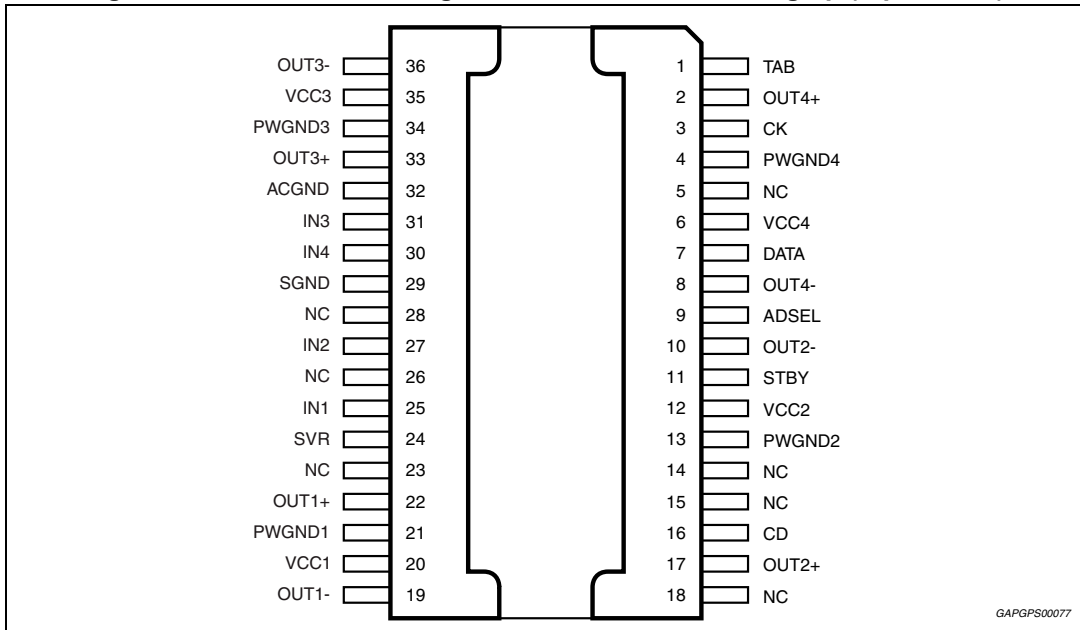 OUT3- 36 1 TAB
VCC3 35 2 OUT4+
PWGND3 34 3 CK
OUT3+ 33 4 PWGND4
ACGND 32 5 NC
IN3 31 6 VCC4
IN4 30 7 DATA
SGND 29 8 OUT4-
NC 28 9 ADSEL
IN2 27 10 OUT2-
NC 26 11 STBY
IN1 25 12 VCC2
SVR 24 13 PWGND2
NC 23 14 NC
OUT1+ 22 15 NC
PWGND1 21 16 CD
VCC1 20 17 OUT2+
OUT1- 19 18 NC
GAPGPS00077